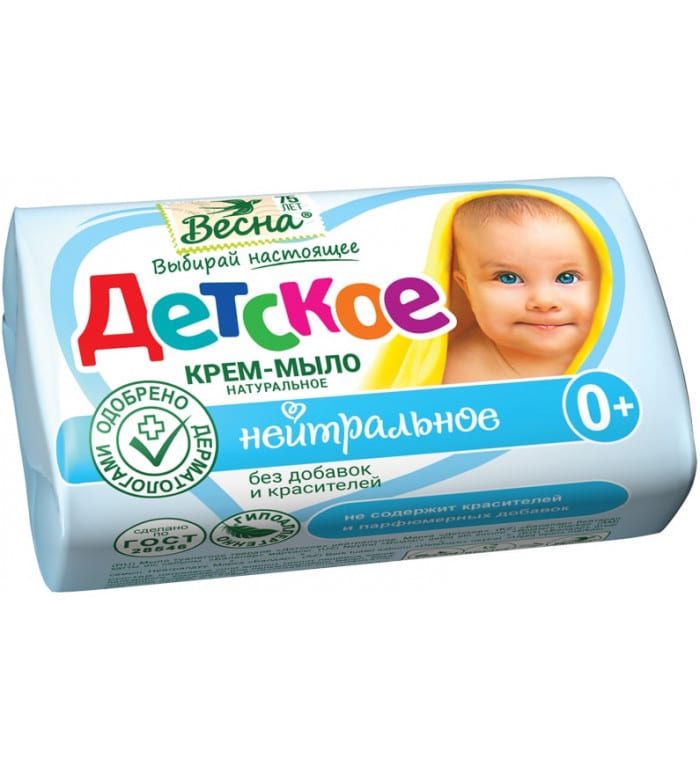 75
ЛЕТ
Весна®
Выбирай настоящее
Детское
КРЕМ-МЫЛО
НАТУРАЛЬНОЕ
ОДОБРЕНО
ДЕРМАТОЛОГАМИ
нейтральное
0+
без добавок
и красителей
не содержит красителей
и парфюмерных добавок
сделано по
ГОСТ
28546
ГИПОАЛЛЕРГЕННО